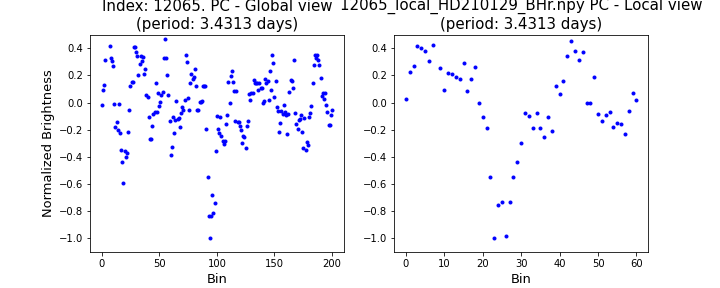 Index: 12065. PC - Global view
(period: 3.4313 days)
12065_local_HD210129_BHr.npy PC - Local view
(period: 3.4313 days)
Normalized Brightness
0.4
0.2
0.0
−0.2
−0.4
−0.6
−0.8
−1.0
0 50 100 150 200
Bin
0.4
0.2
0.0
−0.2
−0.4
−0.6
−0.8
−1.0
0 10 20 30 40 50 60
Bin